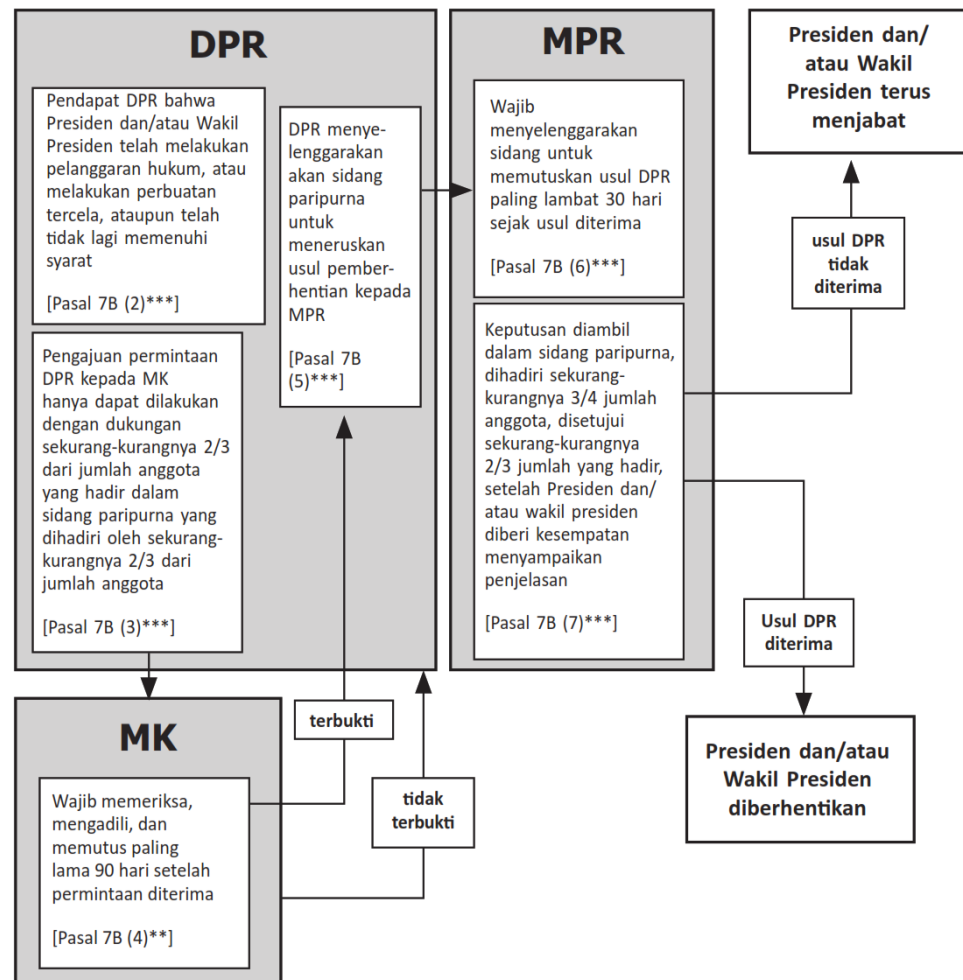 DPR
Pendapat DPR bahwa
Presiden dan/atau Wakil
Presiden telah melakukan
pelanggaran hukum, atau
melakukan perbuatan
tercela, ataupun telah
tidak lagi memenuhi
syarat
[Pasal 7B (2)***]
Pengajuan permintaan
DPR kepada MK
hanya dapat dilakukan
dengan dukungan
sekurang-kurangnya 2/3
dari jumlah anggota
yang hadir dalam
sidang paripurna yang
dihadiri oleh sekurang-
kurangnya 2/3 dari
jumlah anggota
[Pasal 7B (3)***]
DPR menye-
lenggarakan
akan sidang
paripurna
untuk
meneruskan
usul pember-
hentian kepada
MPR
[Pasal 7B
(5)***]
MK
Wajib memeriksa,
mengadili, dan
memutus paling
lama 90 hari setelah
permintaan diterima
[Pasal 7B (4)**]
terbukti
tidak
terbukti
MPR
Wajib
menyelenggarakan
sidang untuk
memutuskan usul DPR
paling lambat 30 hari
sejak usul diterima
[Pasal 7B (6)***]
Keputusan diambil
dalam sidang paripurna,
dihadiri sekurang-
kurangnya 3/4 jumlah
anggota, disetujui
sekurang-kurangnya
2/3 jumlah yang hadir,
setelah Presiden dan/
atau wakil presiden
diberi kesempatan
menyampaikan
penjelasan
[Pasal 7B (7)***]
usul DPR
tidak
diterima
Presiden dan/
atau Wakil
Presiden terus
menjabat
Usul DPR
diterima
Presiden dan/atau
Wakil Presiden
diberhentikan